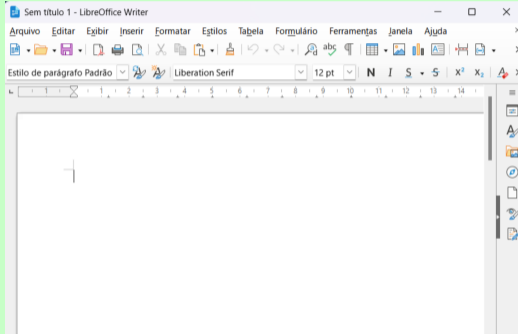 Sem título 1 - LibreOffice Writer
Arquivo Editar Exibir Inserir Formatar Estilos Tabela Formulário Ferramentas Janela Ajuda
Estilo de parágrafo Padrão Liberation Serif 12 pt N I S S X² X₂ A
1 1 2 3 4 5 6 7 8 9 10 11 12 13 14